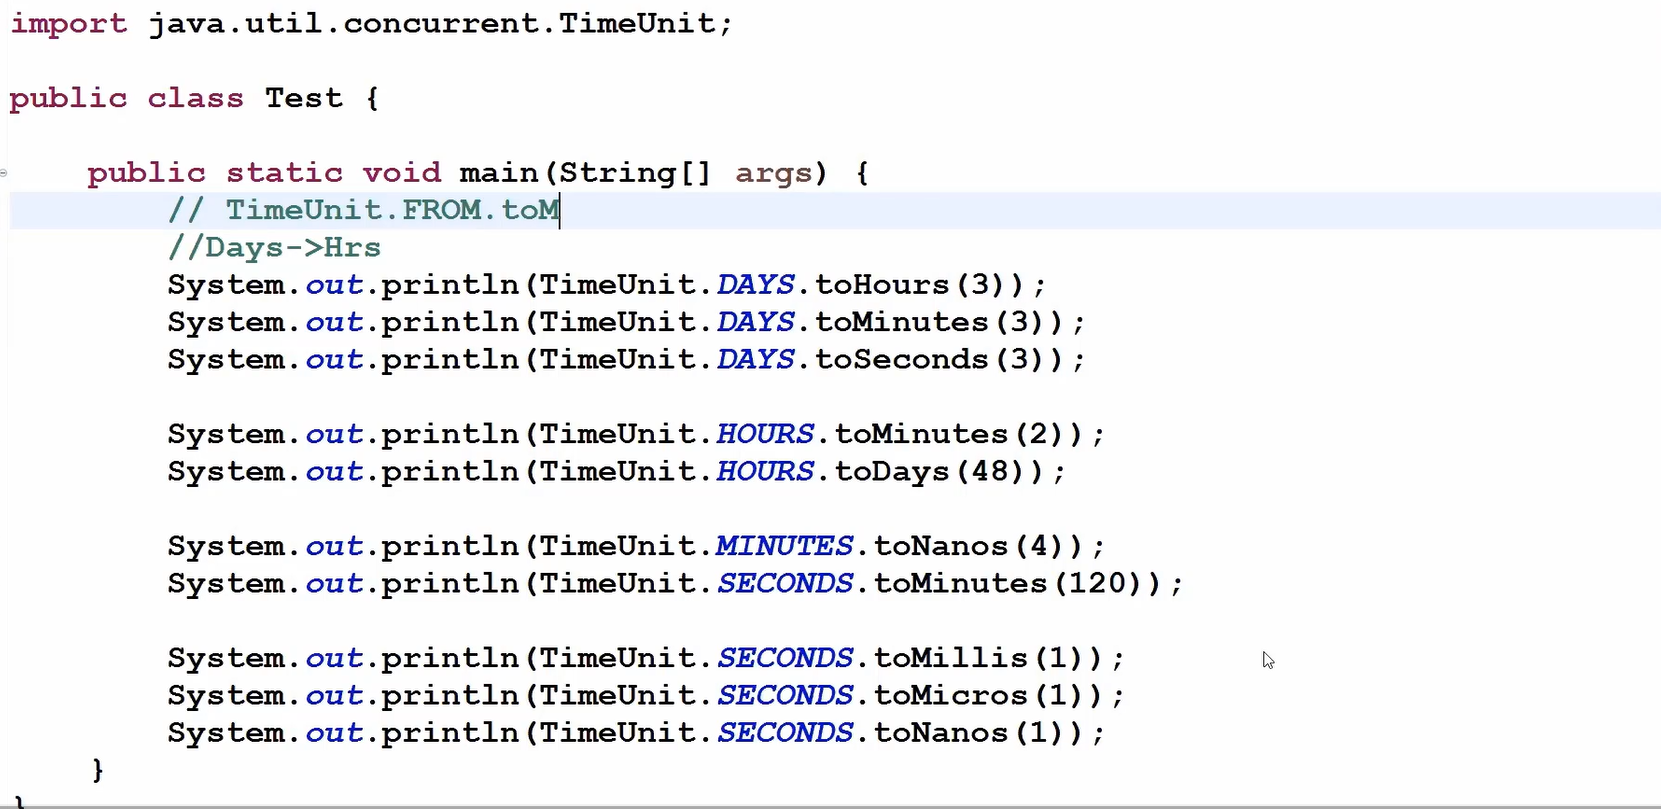 import java.util.concurrent.TimeUnit;
public class Test {
public static void main(String[] args) {
// TimeUnit.FROM.toM
//Days->Hrs
System.out.println(TimeUnit.DAYS.toHours(3));
System.out.println(TimeUnit.DAYS.toMinutes(3));
System.out.println(TimeUnit.DAYS.toSeconds(3));
System.out.println(TimeUnit.HOURS.toMinutes(2));
System.out.println(TimeUnit.HOURS.toDays(48));
System.out.println(TimeUnit.MINUTES.toNanos(4));
System.out.println(TimeUnit.SECONDS.toMinutes(120));
System.out.println(TimeUnit.SECONDS.toMillis(1));
System.out.println(TimeUnit.SECONDS.toMicros(1));
System.out.println(TimeUnit.SECONDS.toNanos(1));
}
}